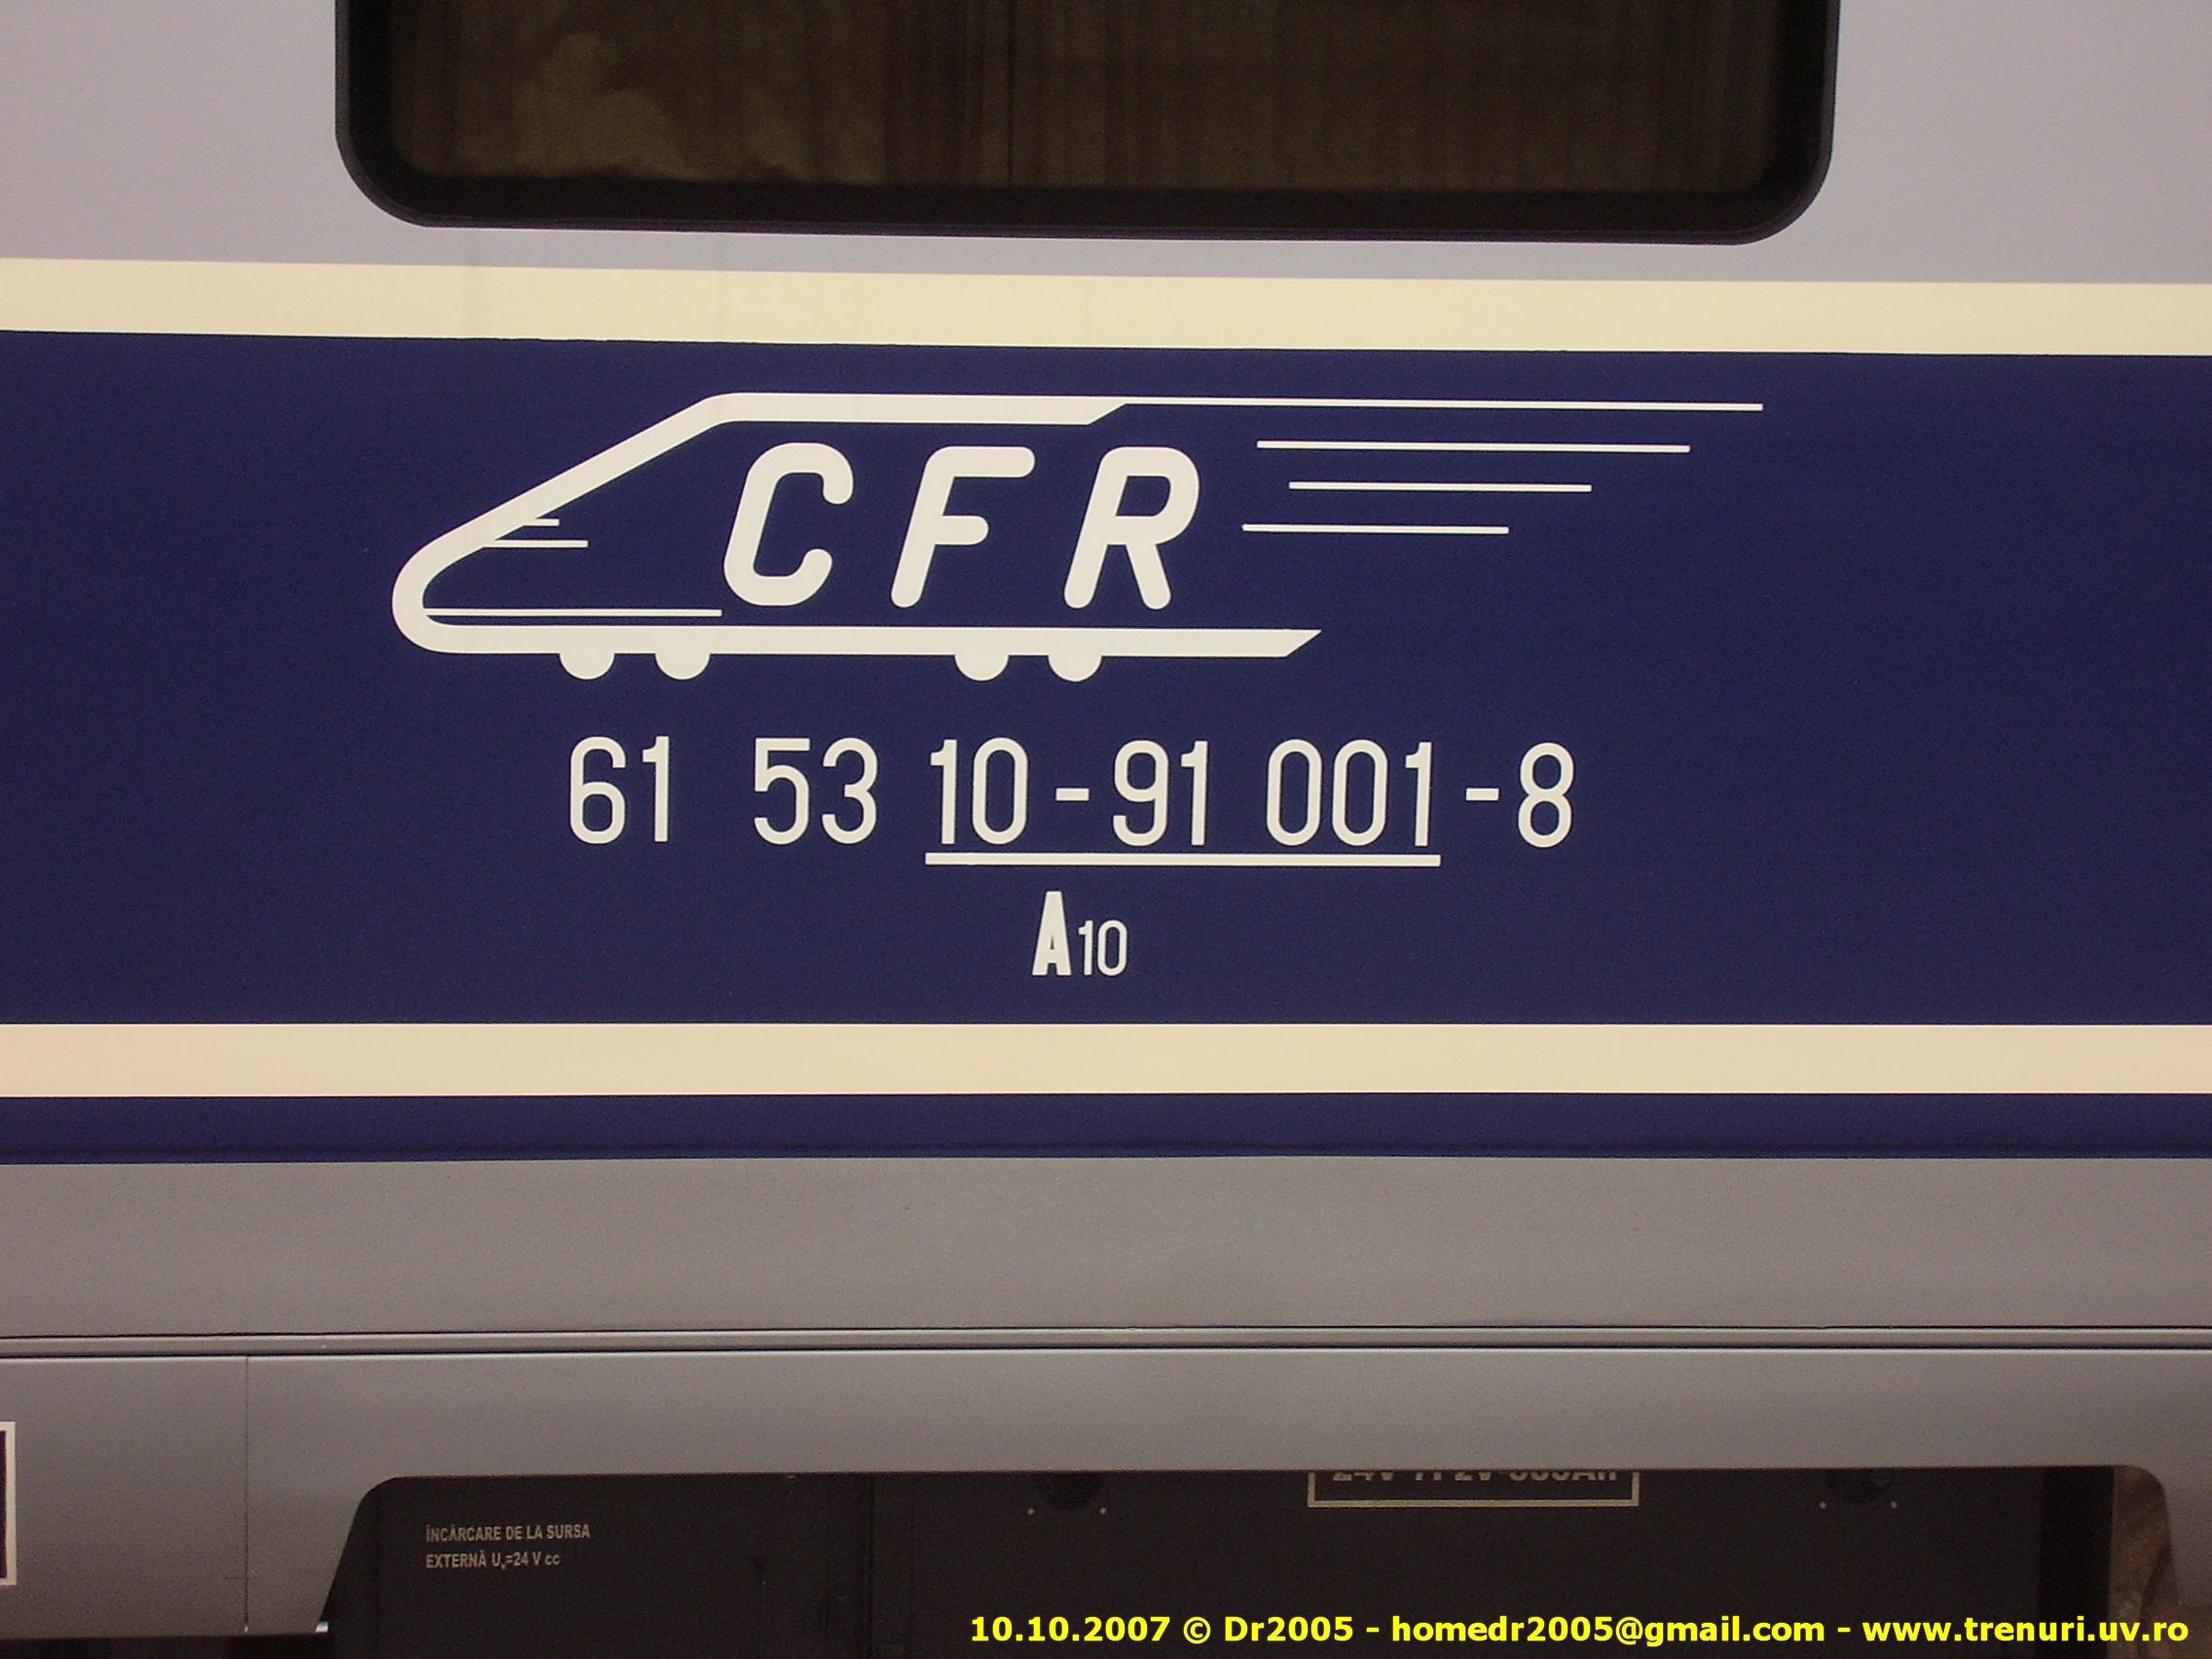 CFR
61 53 10-91 001-8
A10
ÎNCĂRCARE DE LA SURSA
EXTERNĂ Ux=24 V cc
10.10.2007 © Dr2005 - homedr2005@gmail.com - www.trenuri.uv.ro